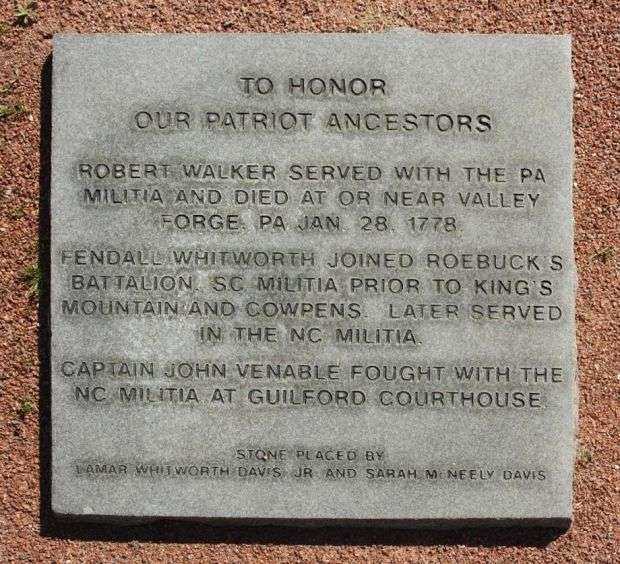 TO HONOR
OUR PATRIOT ANCESTORS
ROBERT WALKER SERVED WITH THE PA
MILITIA AND DIED AT OR NEAR VALLEY
FORGE, PA JAN. 28, 1778.
FENDALL WHITWORTH JOINED ROEBUCK'S
BATTALION, SC MILITIA PRIOR TO KING'S
MOUNTAIN AND COWPENS. LATER SERVED
IN THE NC MILITIA.
CAPTAIN JOHN VENABLE FOUGHT WITH THE
NC MILITIA AT GUILFORD COURTHOUSE.
STONE PLACED BY
LAMAR WHITWORTH DAVIS, JR. AND SARAH MCNEELY DAVIS